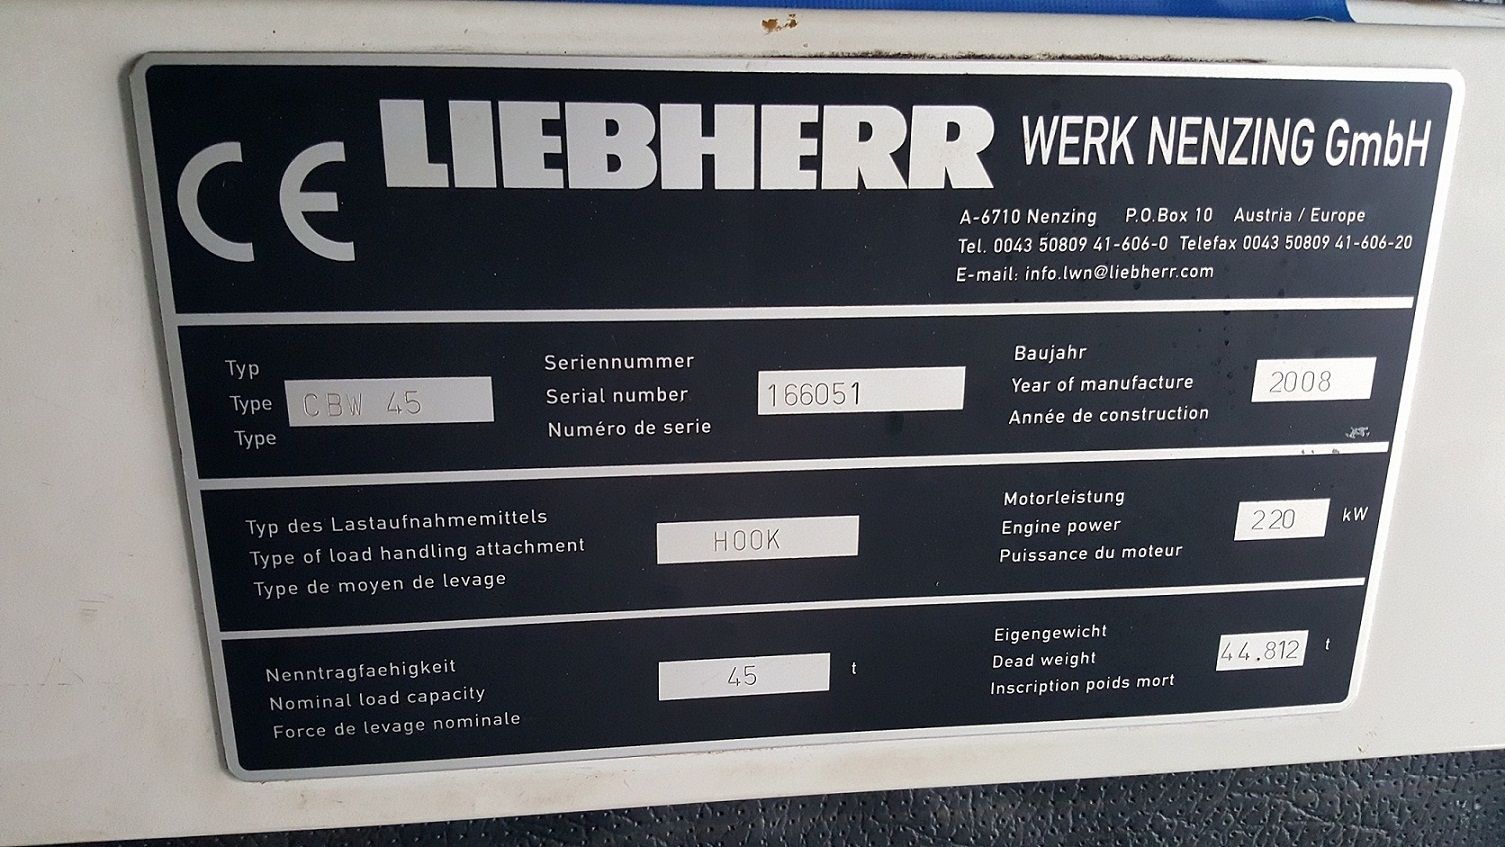 CE LIEBHERR WERK NENZING GmbH
A-6710 Nenzing P.O.Box 10 Austria / Europe
Tel. 0043 50809 41-606-0 Telefax 0043 50809 41-606-20
E-mail: info.lwn@liebherr.com
Typ
Type CBW 45
Type
Seriennummer
Serial number 166051
Numéro de serie
Baujahr
Year of manufacture 2008
Année de construction
Typ des Lastaufnahmemittels
Type of load handling attachment HOOK
Type de moyen de levage
Motorleistung
Engine power 220 kW
Puissance du moteur
Nenntragfaehigkeit
Nominal load capacity 45 t
Force de levage nominale
Eigengewicht
Dead weight 44.812 t
Inscription poids mort